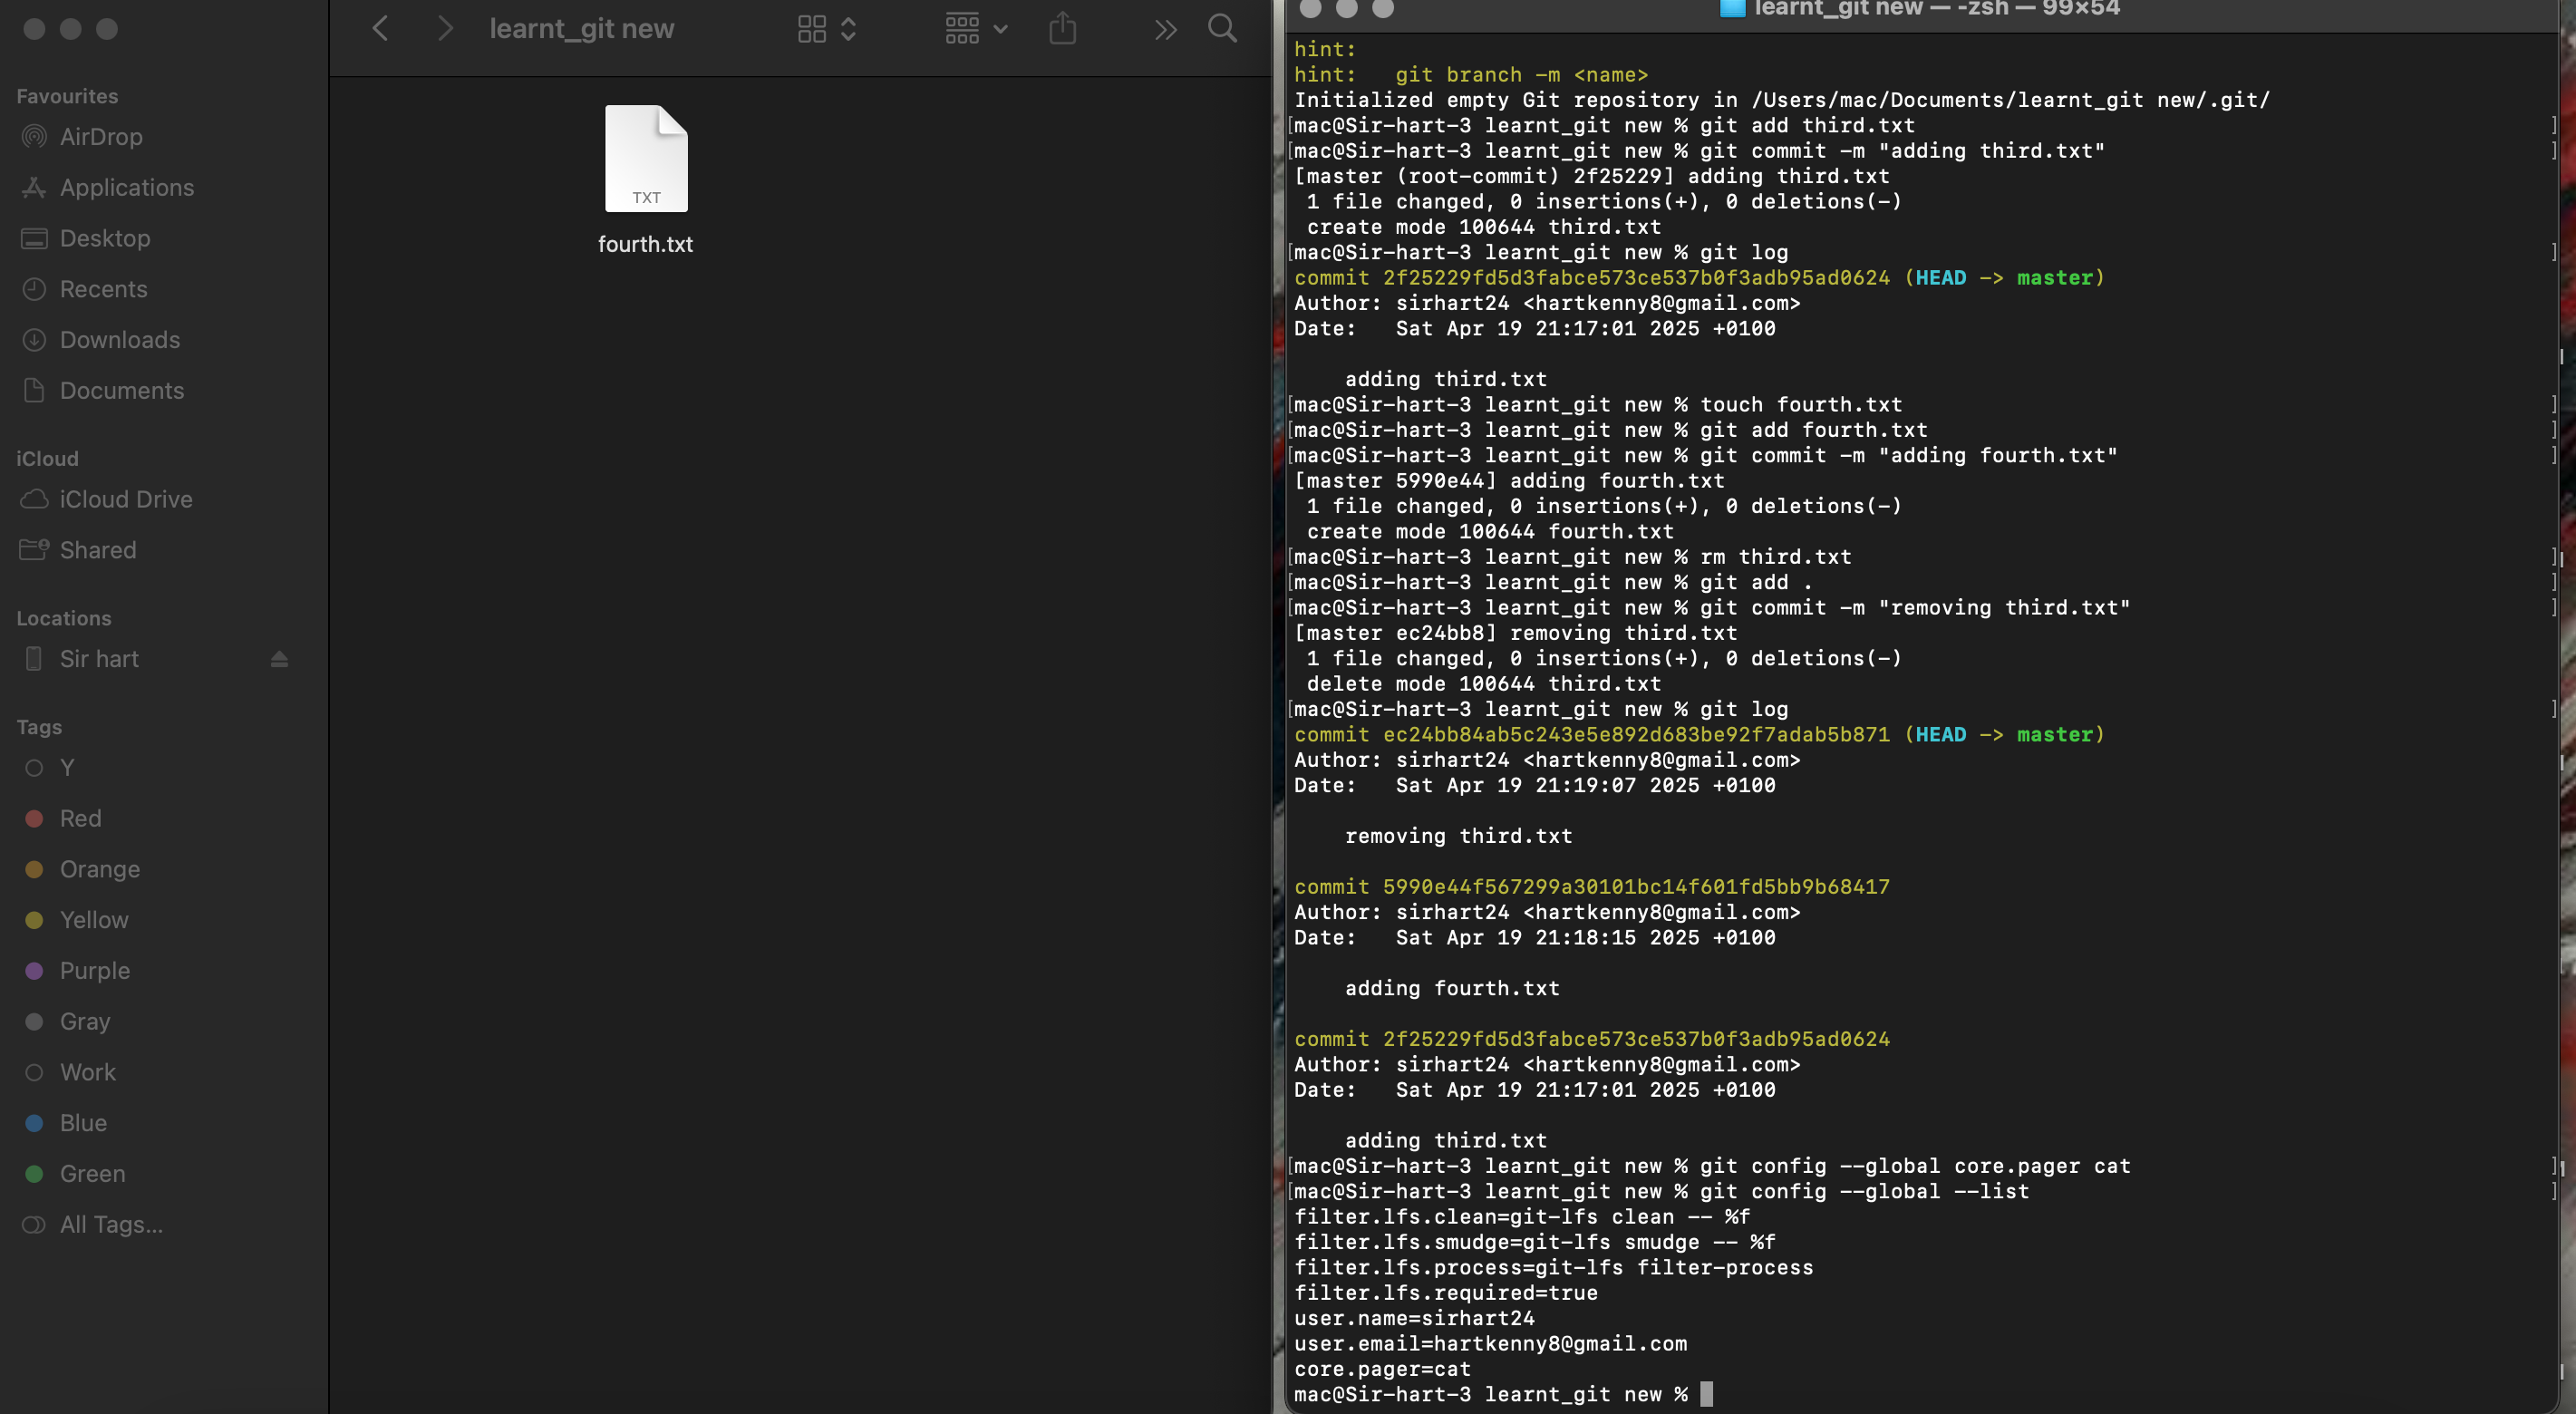 learnt_git new
Favourites
AirDrop
Applications
Desktop
Recents
Downloads
Documents
iCloud
iCloud Drive
Shared
Locations
Sir hart
Tags
Y
Red
Orange
Yellow
Purple
Gray
Work
Blue
Green
All Tags...
TXT
fourth.txt
learnt_git new — -zsh — 99×54
hint:
hint:   git branch -m <name>
Initialized empty Git repository in /Users/mac/Documents/learnt_git new/.git/
[mac@Sir-hart-3 learnt_git new % git add third.txt ]
[mac@Sir-hart-3 learnt_git new % git commit -m "adding third.txt" ]
[master (root-commit) 2f25229] adding third.txt
 1 file changed, 0 insertions(+), 0 deletions(-)
 create mode 100644 third.txt
[mac@Sir-hart-3 learnt_git new % git log ]
commit 2f25229fd5d3fabce573ce537b0f3adb95ad0624 (HEAD -> master)
Author: sirhart24 <hartkenny8@gmail.com>
Date:   Sat Apr 19 21:17:01 2025 +0100
    adding third.txt
[mac@Sir-hart-3 learnt_git new % touch fourth.txt ]
[mac@Sir-hart-3 learnt_git new % git add fourth.txt ]
[mac@Sir-hart-3 learnt_git new % git commit -m "adding fourth.txt" ]
[master 5990e44] adding fourth.txt
 1 file changed, 0 insertions(+), 0 deletions(-)
 create mode 100644 fourth.txt
[mac@Sir-hart-3 learnt_git new % rm third.txt ]
[mac@Sir-hart-3 learnt_git new % git add . ]
[mac@Sir-hart-3 learnt_git new % git commit -m "removing third.txt" ]
[master ec24bb8] removing third.txt
 1 file changed, 0 insertions(+), 0 deletions(-)
 delete mode 100644 third.txt
[mac@Sir-hart-3 learnt_git new % git log ]
commit ec24bb84ab5c243e5e892d683be92f7adab5b871 (HEAD -> master)
Author: sirhart24 <hartkenny8@gmail.com>
Date:   Sat Apr 19 21:19:07 2025 +0100
    removing third.txt
commit 5990e44f567299a30101bc14f601fd5bb9b68417
Author: sirhart24 <hartkenny8@gmail.com>
Date:   Sat Apr 19 21:18:15 2025 +0100
    adding fourth.txt
commit 2f25229fd5d3fabce573ce537b0f3adb95ad0624
Author: sirhart24 <hartkenny8@gmail.com>
Date:   Sat Apr 19 21:17:01 2025 +0100
    adding third.txt
[mac@Sir-hart-3 learnt_git new % git config --global core.pager cat ]
[mac@Sir-hart-3 learnt_git new % git config --global --list ]
filter.lfs.clean=git-lfs clean -- %f
filter.lfs.smudge=git-lfs smudge -- %f
filter.lfs.process=git-lfs filter-process
filter.lfs.required=true
user.name=sirhart24
user.email=hartkenny8@gmail.com
core.pager=cat
mac@Sir-hart-3 learnt_git new %